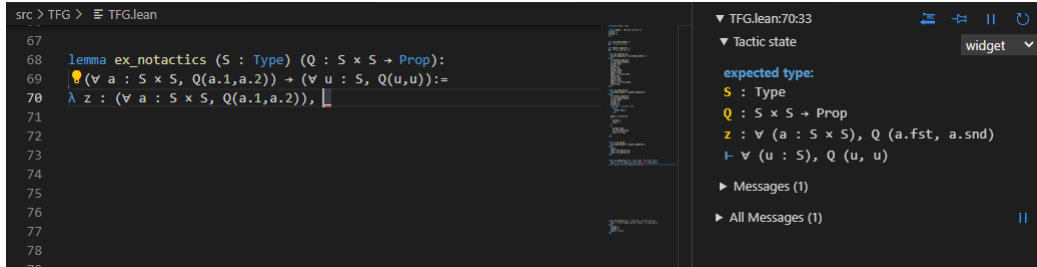 src > TFG > TFG.lean
67
68 lemma ex_notactics (S : Type) (Q : S × S → Prop):
69 (∀ a : S × S, Q(a.1,a.2)) → (∀ u : S, Q(u,u)):=
70 λ z : (∀ a : S × S, Q(a.1,a.2)), _
71
72
73
74
75
76
77
78
TFG.lean:70:33
Tactic state
widget
expected type:
S : Type
Q : S × S → Prop
z : ∀ (a : S × S), Q (a.fst, a.snd)
⊢ ∀ (u : S), Q (u, u)
Messages (1)
All Messages (1)